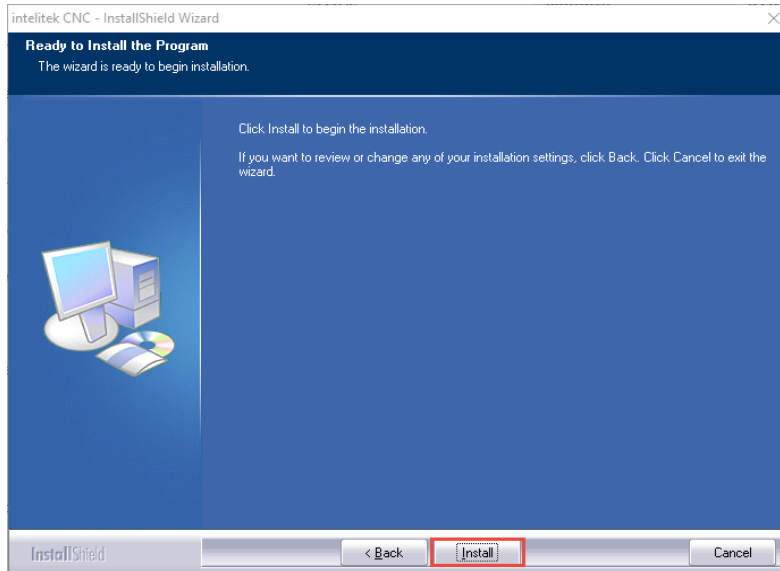 intelitek CNC - InstallShield Wizard
Ready to Install the Program
The wizard is ready to begin installation.
Click Install to begin the installation.
If you want to review or change any of your installation settings, click Back. Click Cancel to exit the
wizard.
InstallShield
< Back
Install
Cancel